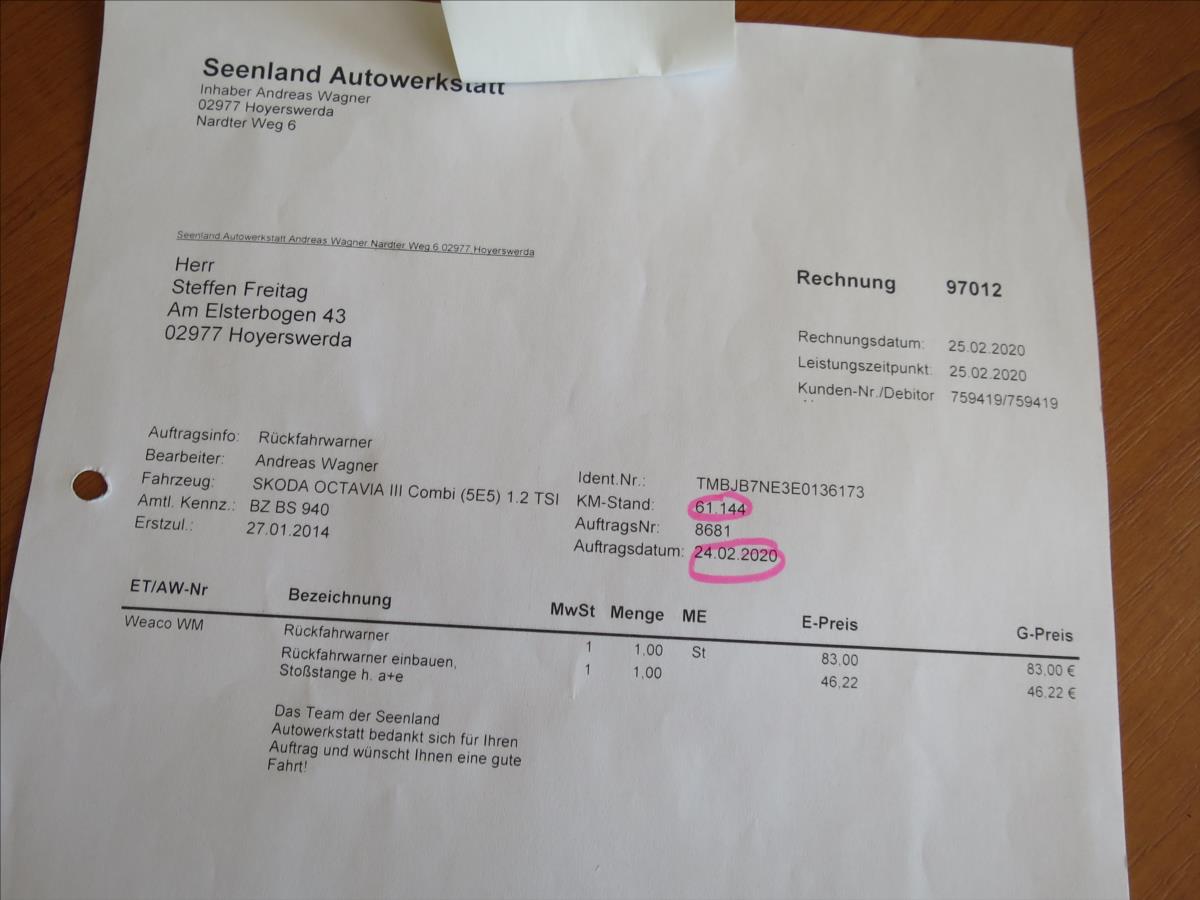 Seenland Autowerkstatt
Inhaber Andreas Wagner
02977 Hoyerswerda
Nardter Weg 6
Seenland Autowerkstatt Andreas Wagner Nardter Weg 6 02977 Hoyerswerda
Herr
Steffen Freitag
Am Elsterbogen 43
02977 Hoyerswerda
Rechnung 97012
Rechnungsdatum: 25.02.2020
Leistungszeitpunkt: 25.02.2020
Kunden-Nr./Debitor 759419/759419
Auftragsinfo: Rückfahrwarner
Bearbeiter: Andreas Wagner
Fahrzeug: SKODA OCTAVIA III Combi (5E5) 1.2 TSI
Amtl. Kennz.: BZ BS 940
Erstzul.: 27.01.2014
Ident.Nr.: TMBJB7NE3E0136173
KM-Stand: 61.144
AuftragsNr: 8681
Auftragsdatum: 24.02.2020
ET/AW-Nr Bezeichnung MwSt Menge ME E-Preis G-Preis
Weaco WM Rückfahrwarner 1 1,00 St 83,00 83,00 €
Rückfahrwarner einbauen, 1 1,00 46,22 46,22 €
Stoßstange h. a+e
Das Team der Seenland
Autowerkstatt bedankt sich für Ihren
Auftrag und wünscht Ihnen eine gute
Fahrt!